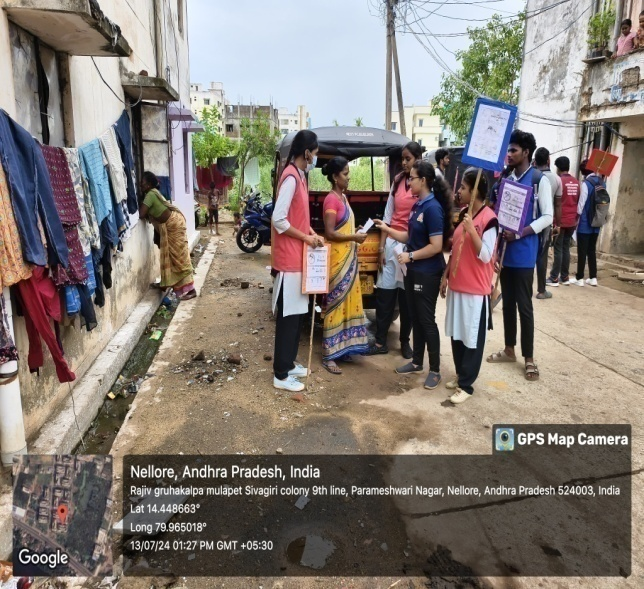 GPS Map Camera
Nellore, Andhra Pradesh, India
Rajiv gruhakalpa mulapet Sivagiri colony 9th line, Parameshwari Nagar, Nellore, Andhra Pradesh 524003, India
Lat 14.448663°
Long 79.965018°
13/07/24 01:27 PM GMT +05:30
Google